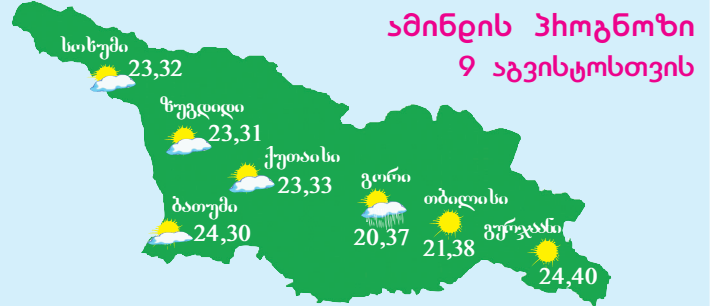 ამინდის პროგნოზი
9 აგვისტოსთვის
სოხუმი
23,32
ზუგდიდი
23,31
ქუთაისი
23,33
გორი
20,37
თბილისი
21,38
გურჯაანი
24,40
ბათუმი
24,30